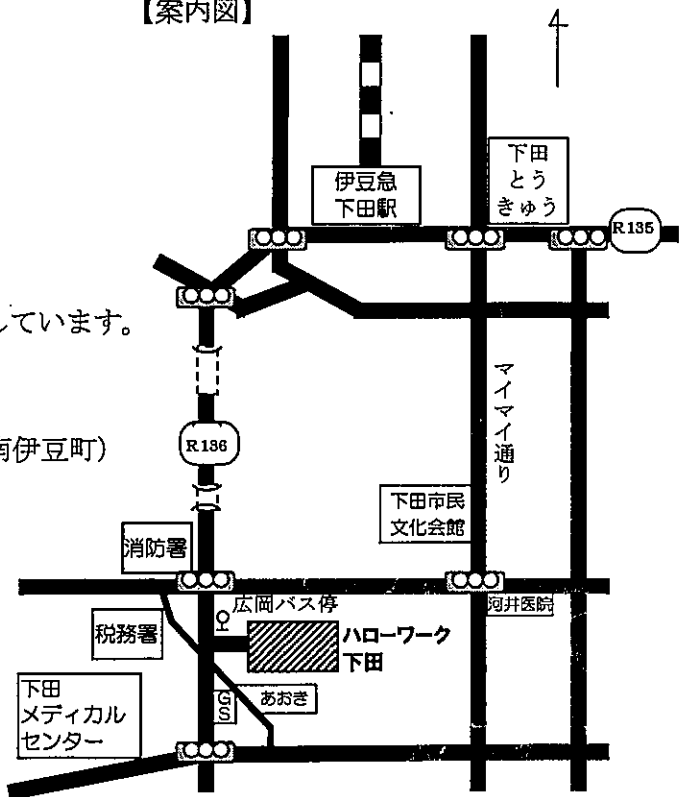 【案内図】
伊豆急
下田駅
下田
とう
きゅう
R135
しています。
マイマイ通り
R136
南伊豆町)
下田市民
文化会館
消防署
広岡バス停
河井医院
税務署
ハローワーク
下田
下田
メディカル
センター
GS
あおき